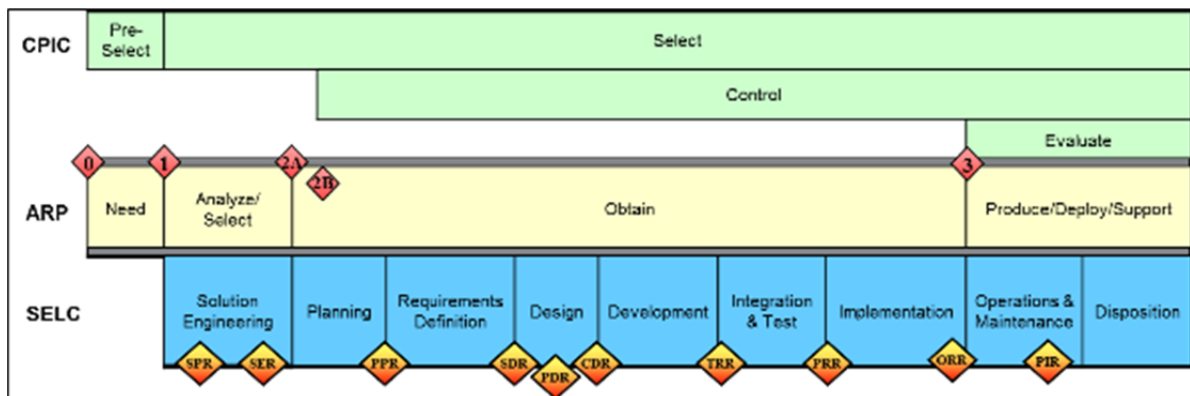 CPIC
Pre-
Select
Select
Control
Evaluate
0
1
2A
2B
3
ARP
Need
Analyze/
Select
Obtain
Produce/Deploy/Support
SELC
Solution
Engineering
Planning
Requirements
Definition
Design
Development
Integration
& Test
Implementation
Operations &
Maintenance
Disposition
SPR
SER
PPR
SDR
PDR
CDR
TRR
PRR
ORR
PIR